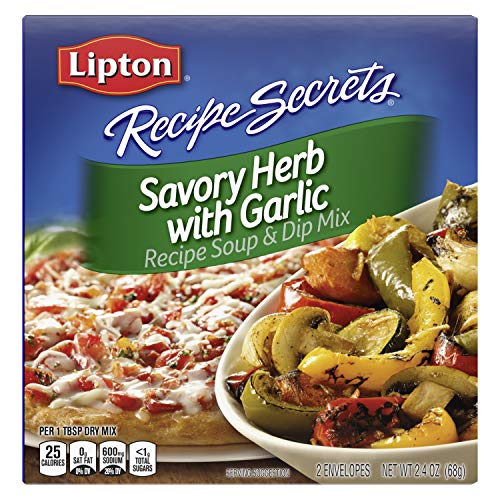 Lipton®
Recipe Secrets®
Savory Herb
with Garlic
Recipe Soup & Dip Mix
PER 1 TBSP DRY MIX
25
CALORIES
0g
SAT FAT
0% DV
600mg
SODIUM
26% DV
<1g
TOTAL
SUGARS
SERVING SUGGESTION
2 ENVELOPES NET WT 2.4 OZ (68g)